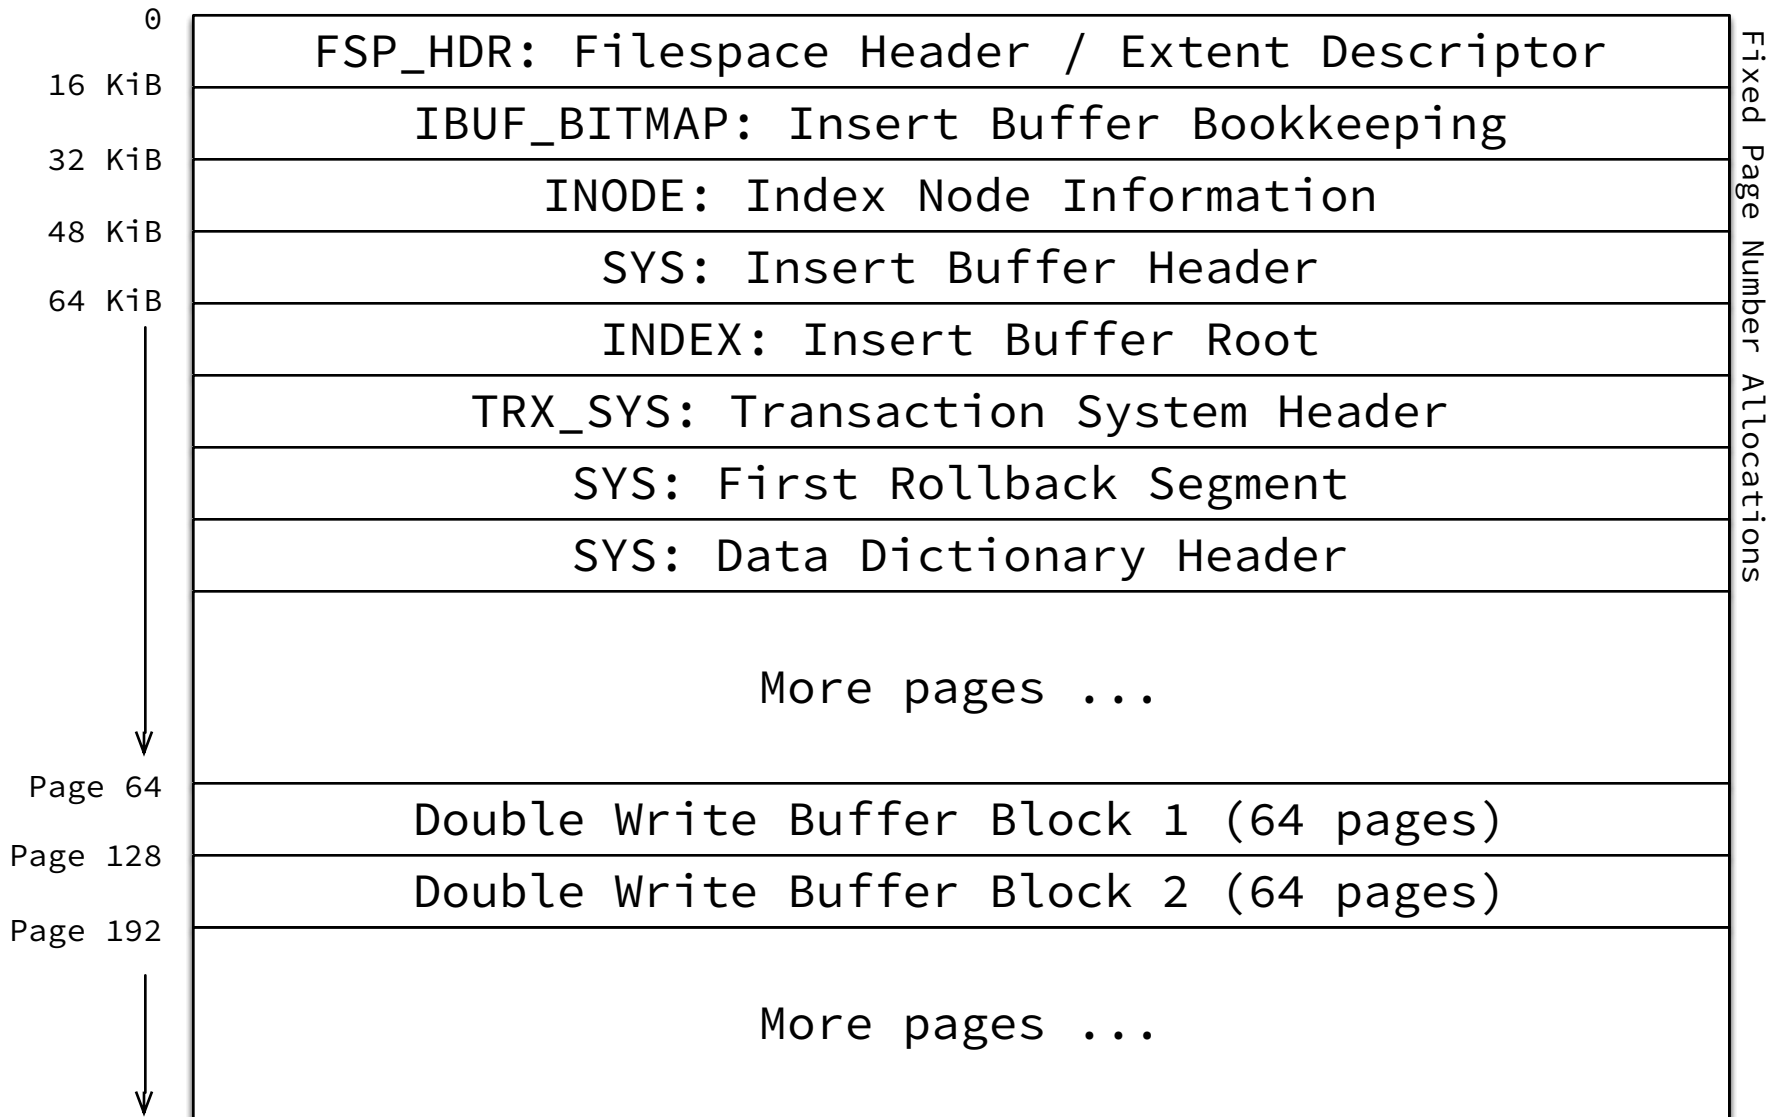 0
FSP_HDR: Filespace Header / Extent Descriptor
16 KiB
IBUF_BITMAP: Insert Buffer Bookkeeping
32 KiB
INODE: Index Node Information
48 KiB
SYS: Insert Buffer Header
64 KiB
INDEX: Insert Buffer Root
TRX_SYS: Transaction System Header
SYS: First Rollback Segment
SYS: Data Dictionary Header
More pages ...
Page 64
Double Write Buffer Block 1 (64 pages)
Page 128
Double Write Buffer Block 2 (64 pages)
Page 192
More pages ...
Fixed Page Number Allocations